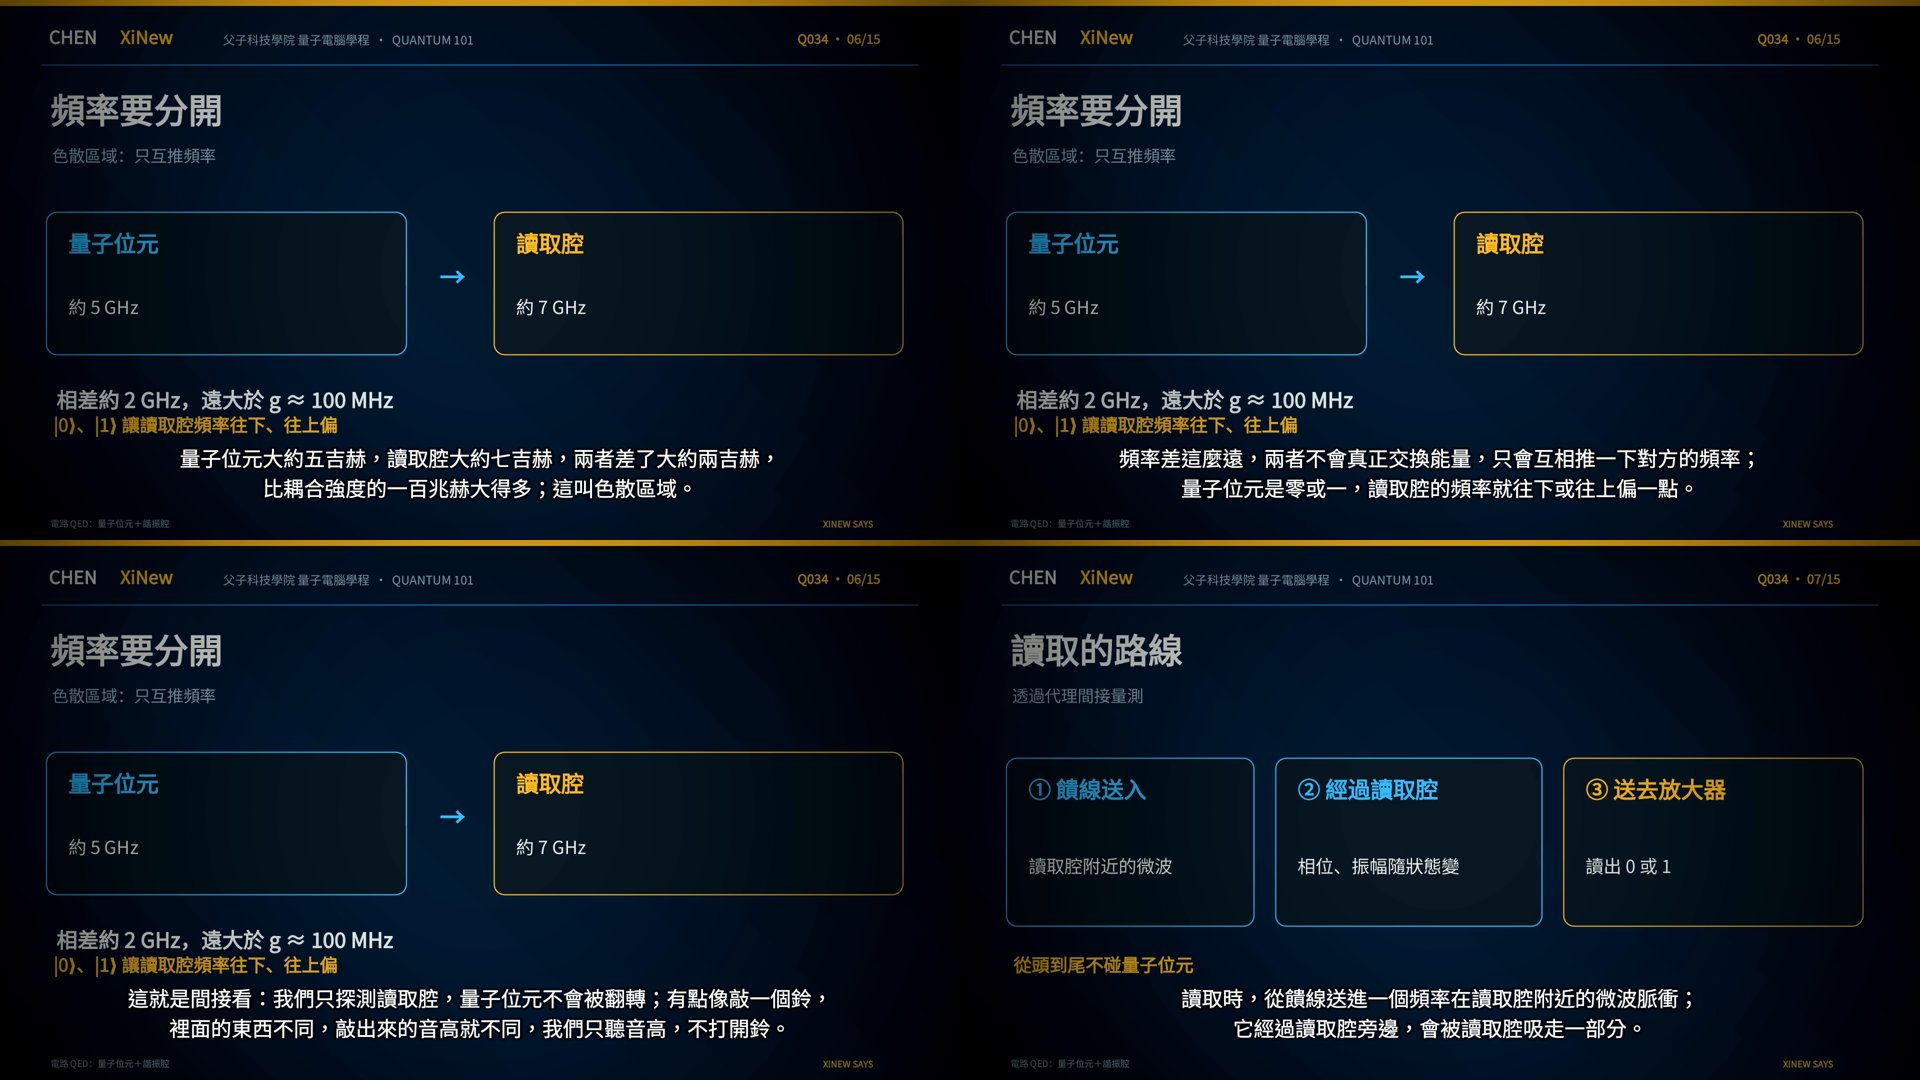 CHEN XiNew 父子科技學院 量子電腦學程 · QUANTUM 101 Q034 · 06/15
頻率要分開
色散區域：只互推頻率
量子位元
約 5 GHz
→
讀取腔
約 7 GHz
相差約 2 GHz，遠大於 g ≈ 100 MHz
|0⟩、|1⟩ 讓讀取腔頻率往下、往上偏
量子位元大約五吉赫，讀取腔大約七吉赫，兩者差了大約兩吉赫，
比耦合強度的一百兆赫大得多；這叫色散區域。
電路 QED：量子位元＋諧振腔 XINEW SAYS
CHEN XiNew 父子科技學院 量子電腦學程 · QUANTUM 101 Q034 · 06/15
頻率要分開
色散區域：只互推頻率
量子位元
約 5 GHz
→
讀取腔
約 7 GHz
相差約 2 GHz，遠大於 g ≈ 100 MHz
|0⟩、|1⟩ 讓讀取腔頻率往下、往上偏
頻率差這麼遠，兩者不會真正交換能量，只會互相推一下對方的頻率；
量子位元是零或一，讀取腔的頻率就往下或往上偏一點。
電路 QED：量子位元＋諧振腔 XINEW SAYS
CHEN XiNew 父子科技學院 量子電腦學程 · QUANTUM 101 Q034 · 06/15
頻率要分開
色散區域：只互推頻率
量子位元
約 5 GHz
→
讀取腔
約 7 GHz
相差約 2 GHz，遠大於 g ≈ 100 MHz
|0⟩、|1⟩ 讓讀取腔頻率往下、往上偏
這就是間接看：我們只探測讀取腔，量子位元不會被翻轉；有點像敲一個鈴，
裡面的東西不同，敲出來的音高就不同，我們只聽音高，不打開鈴。
電路 QED：量子位元＋諧振腔 XINEW SAYS
CHEN XiNew 父子科技學院 量子電腦學程 · QUANTUM 101 Q034 · 07/15
讀取的路線
透過代理間接量測
① 饋線送入
讀取腔附近的微波
② 經過讀取腔
相位、振幅隨狀態變
③ 送去放大器
讀出 0 或 1
從頭到尾不碰量子位元
讀取時，從饋線送進一個頻率在讀取腔附近的微波脈衝；
它經過讀取腔旁邊，會被讀取腔吸走一部分。
電路 QED：量子位元＋諧振腔 XINEW SAYS